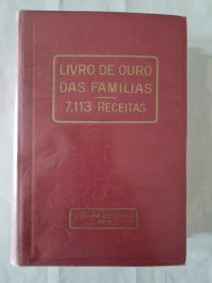 LIVRO DE OURO
DAS FAMILIAS
7.113 RECEITAS